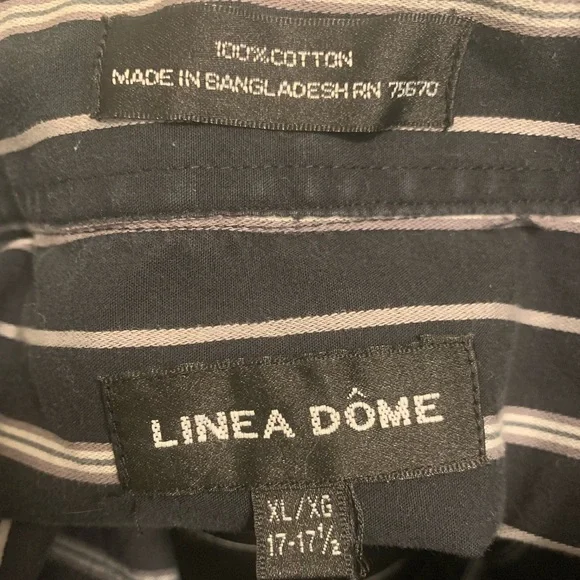 100% COTTON
MADE IN BANGLADESH RN 75670
LINEA DÔME
XL/XG
17-17½